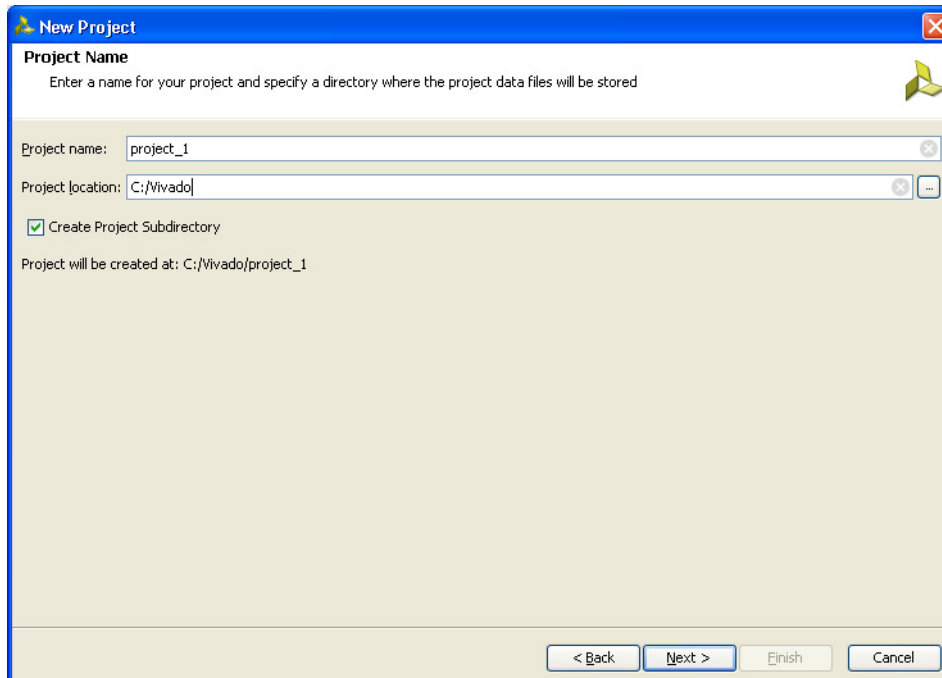 New Project
Project Name
Enter a name for your project and specify a directory where the project data files will be stored
Project name: project_1
Project location: C:/Vivado ...
Create Project Subdirectory
Project will be created at: C:/Vivado/project_1
< Back Next > Finish Cancel